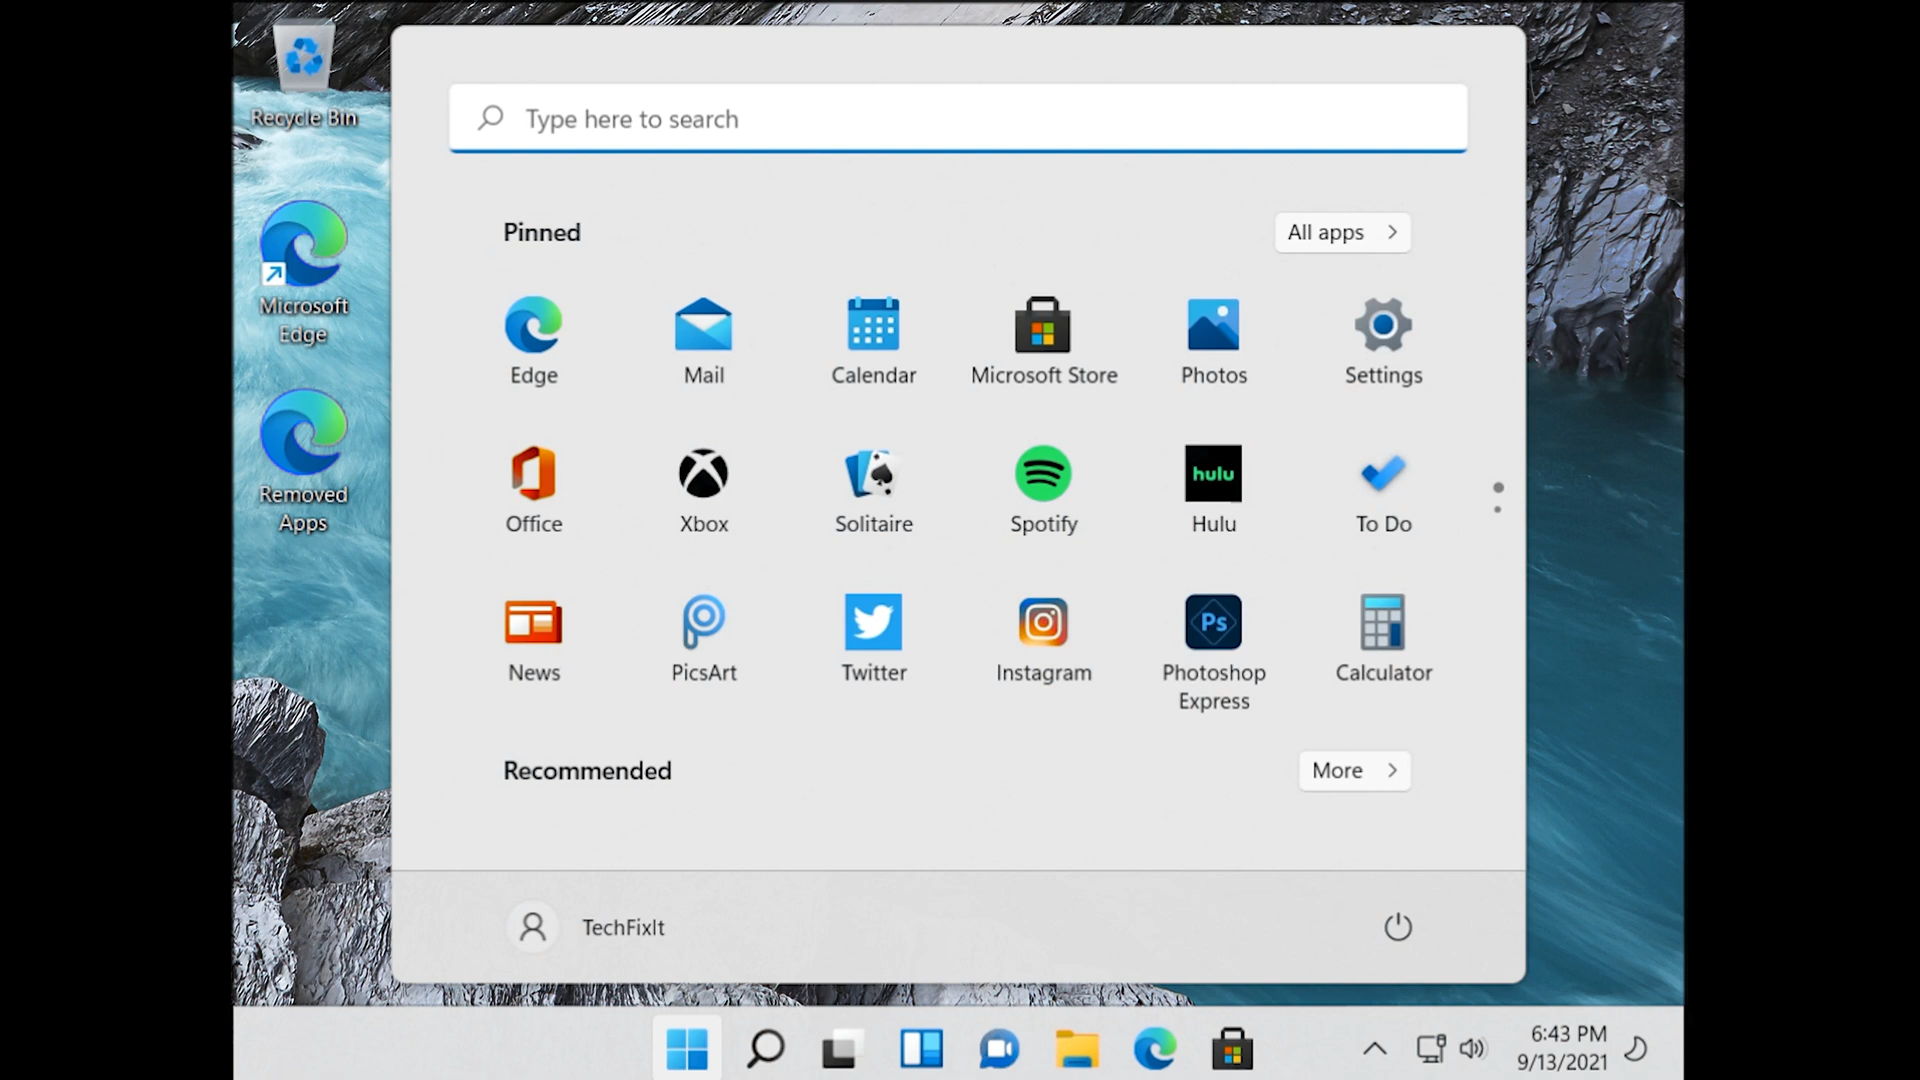 Recycle Bin
Microsoft
Edge
Removed
Apps
Type here to search
Pinned
All apps
Edge
Mail
Calendar
Microsoft Store
Photos
Settings
Office
Xbox
Solitaire
Spotify
hulu
Hulu
To Do
News
PicsArt
Twitter
Instagram
Ps
Photoshop
Express
Calculator
Recommended
More
TechFixIt
6:43 PM
9/13/2021